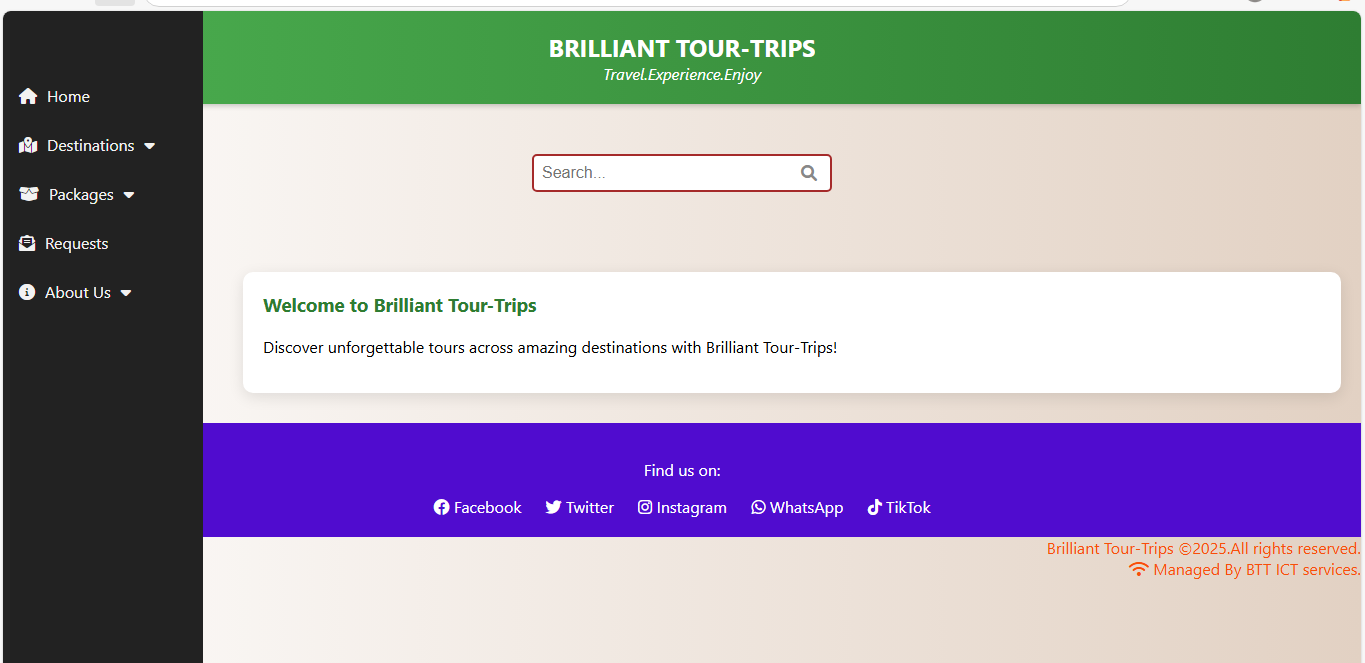 BRILLIANT TOUR-TRIPS
Travel.Experience.Enjoy
Home
Destinations
Packages
Requests
About Us
Search...
Welcome to Brilliant Tour-Trips
Discover unforgettable tours across amazing destinations with Brilliant Tour-Trips!
Find us on:
Facebook Twitter Instagram WhatsApp TikTok
Brilliant Tour-Trips ©2025.All rights reserved.
Managed By BTT ICT services.